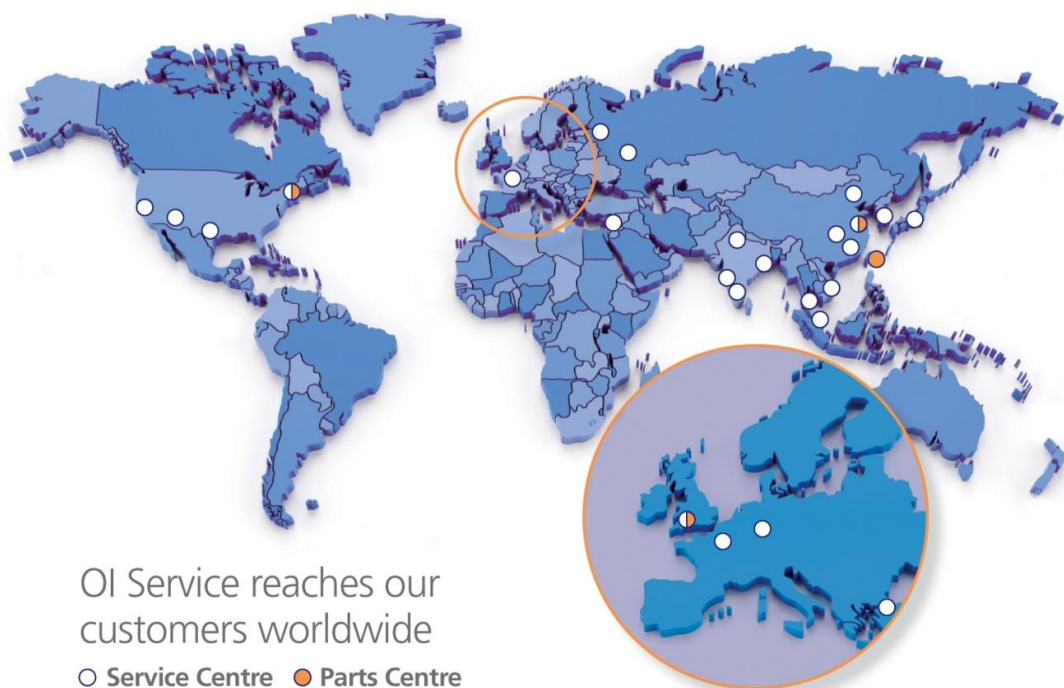 OI Service reaches our
customers worldwide
Service Centre Parts Centre